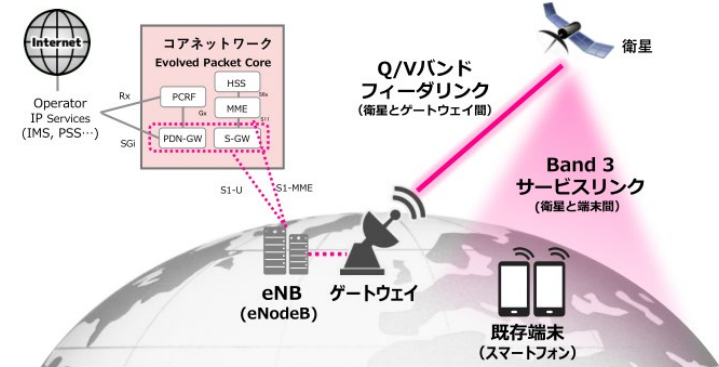 Internet
Operator
IP Services
(IMS, PSS…)
Rx
SGi
コアネットワーク
Evolved Packet Core
HSS
S6a
PCRF
MME
Gx
S11
PDN-GW
S-GW
S1-U
S1-MME
eNB
(eNodeB)
ゲートウェイ
Q/Vバンド
フィーダリンク
(衛星とゲートウェイ間)
衛星
Band 3
サービスリンク
(衛星と端末間)
既存端末
(スマートフォン)